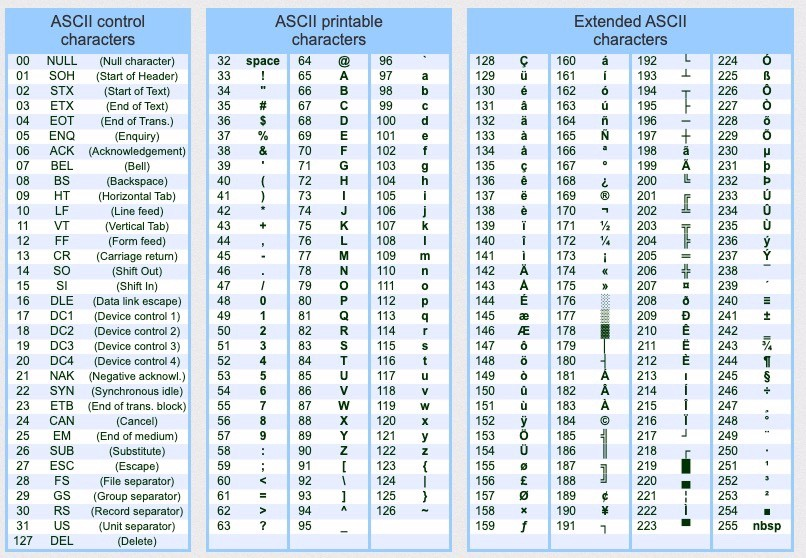 ASCII control
characters
00 NULL (Null character)
01 SOH (Start of Header)
02 STX (Start of Text)
03 ETX (End of Text)
04 EOT (End of Trans.)
05 ENQ (Enquiry)
06 ACK (Acknowledgement)
07 BEL (Bell)
08 BS (Backspace)
09 HT (Horizontal Tab)
10 LF (Line feed)
11 VT (Vertical Tab)
12 FF (Form feed)
13 CR (Carriage return)
14 SO (Shift Out)
15 SI (Shift In)
16 DLE (Data link escape)
17 DC1 (Device control 1)
18 DC2 (Device control 2)
19 DC3 (Device control 3)
20 DC4 (Device control 4)
21 NAK (Negative acknowl.)
22 SYN (Synchronous idle)
23 ETB (End of trans. block)
24 CAN (Cancel)
25 EM (End of medium)
26 SUB (Substitute)
27 ESC (Escape)
28 FS (File separator)
29 GS (Group separator)
30 RS (Record separator)
31 US (Unit separator)
127 DEL (Delete)
ASCII printable
characters
32 space 64 @ 96 `
33 ! 65 A 97 a
34 " 66 B 98 b
35 # 67 C 99 c
36 $ 68 D 100 d
37 % 69 E 101 e
38 & 70 F 102 f
39 ' 71 G 103 g
40 ( 72 H 104 h
41 ) 73 I 105 i
42 * 74 J 106 j
43 + 75 K 107 k
44 , 76 L 108 l
45 - 77 M 109 m
46 . 78 N 110 n
47 / 79 O 111 o
48 0 80 P 112 p
49 1 81 Q 113 q
50 2 82 R 114 r
51 3 83 S 115 s
52 4 84 T 116 t
53 5 85 U 117 u
54 6 86 V 118 v
55 7 87 W 119 w
56 8 88 X 120 x
57 9 89 Y 121 y
58 : 90 Z 122 z
59 ; 91 [ 123 {
60 < 92 \ 124 |
61 = 93 ] 125 }
62 > 94 ^ 126 ~
63 ? 95 _
Extended ASCII
characters
128 Ç 160 á 192 └ 224 Ó
129 ü 161 í 193 ┴ 225 ß
130 é 162 ó 194 ┬ 226 Ô
131 â 163 ú 195 ├ 227 Ò
132 ä 164 ñ 196 ─ 228 õ
133 à 165 Ñ 197 ┼ 229 Õ
134 å 166 ª 198 ã 230 µ
135 ç 167 º 199 Ã 231 þ
136 ê 168 ¿ 200 ╚ 232 Þ
137 ë 169 ® 201 ╔ 233 Ú
138 è 170 ¬ 202 ╩ 234 Û
139 ï 171 ½ 203 ╦ 235 Ù
140 î 172 ¼ 204 ╠ 236 ý
141 ì 173 ¡ 205 ═ 237 Ý
142 Ä 174 « 206 ╬ 238 ¯
143 Å 175 » 207 ¤ 239 ´
144 É 176 ░ 208 ð 240 ≡
145 æ 177 ▒ 209 Ð 241 ±
146 Æ 178 ▓ 210 Ê 242 ‗
147 ô 179 │ 211 Ë 243 ¾
148 ö 180 ┤ 212 È 244 ¶
149 ò 181 Á 213 ı 245 §
150 û 182 Â 214 Í 246 ÷
151 ù 183 À 215 Î 247 ¸
152 ÿ 184 © 216 Ï 248 °
153 Ö 185 ╣ 217 ┘ 249 ¨
154 Ü 186 ║ 218 ┌ 250 ·
155 ø 187 ╗ 219 █ 251 ¹
156 £ 188 ╝ 220 ▄ 252 ³
157 Ø 189 ¢ 221 ¦ 253 ²
158 × 190 ¥ 222 Ì 254 ■
159 ƒ 191 ┐ 223 ▀ 255 nbsp